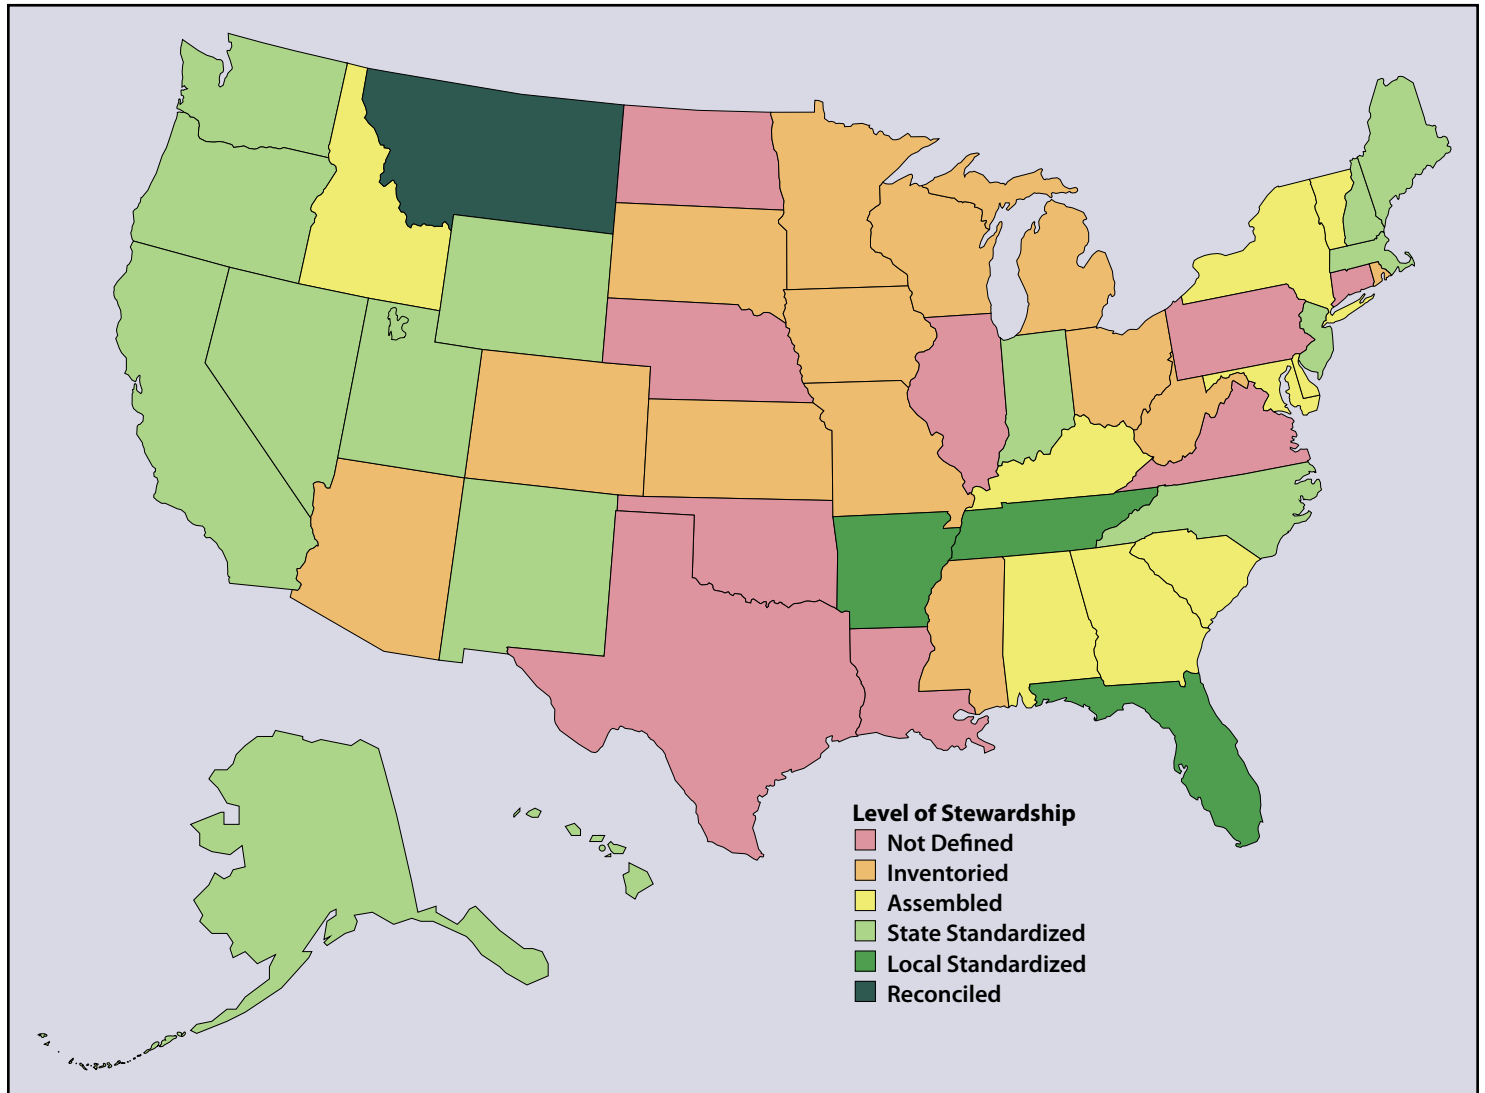 Level of Stewardship
Not Defined
Inventoried
Assembled
State Standardized
Local Standardized
Reconciled